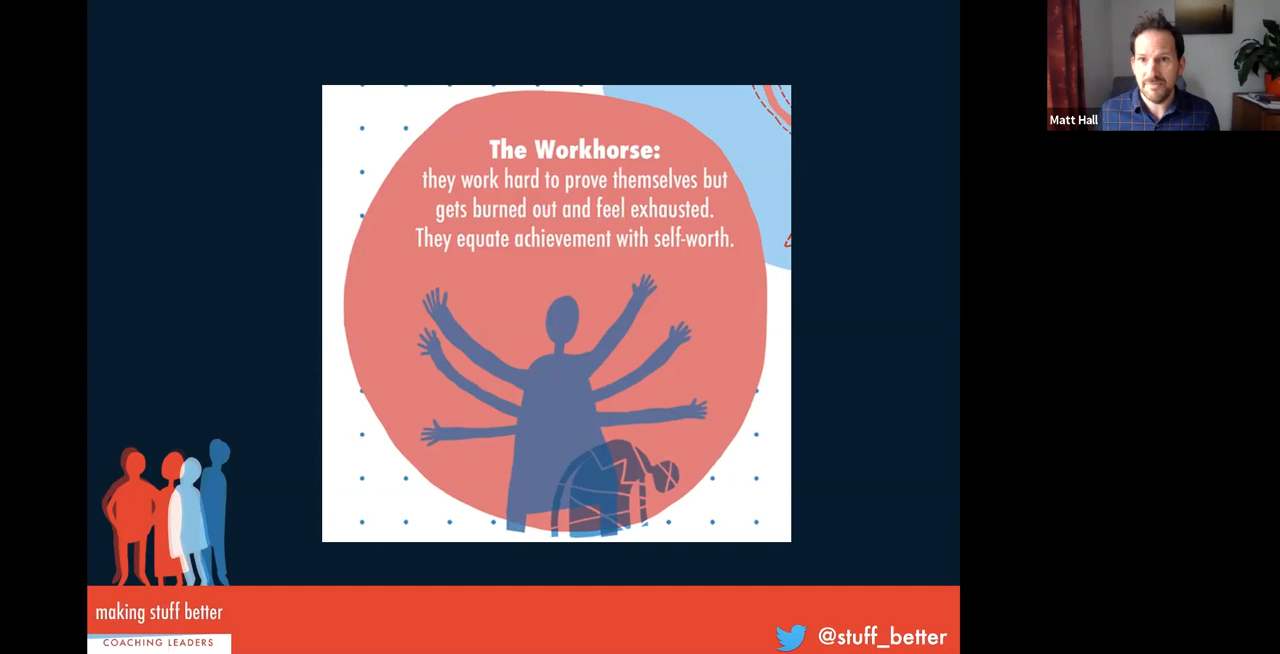 The Workhorse:
they work hard to prove themselves but
gets burned out and feel exhausted.
They equate achievement with self-worth.
Matt Hall
making stuff better
COACHING LEADERS
@stuff_better